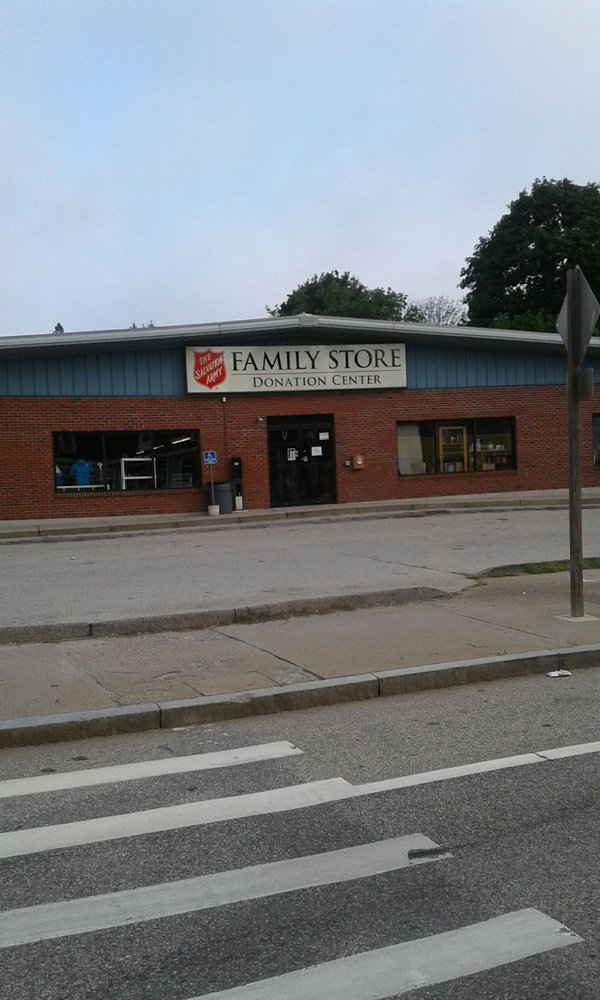 THE
SALVATION
ARMY
FAMILY STORE
DONATION CENTER